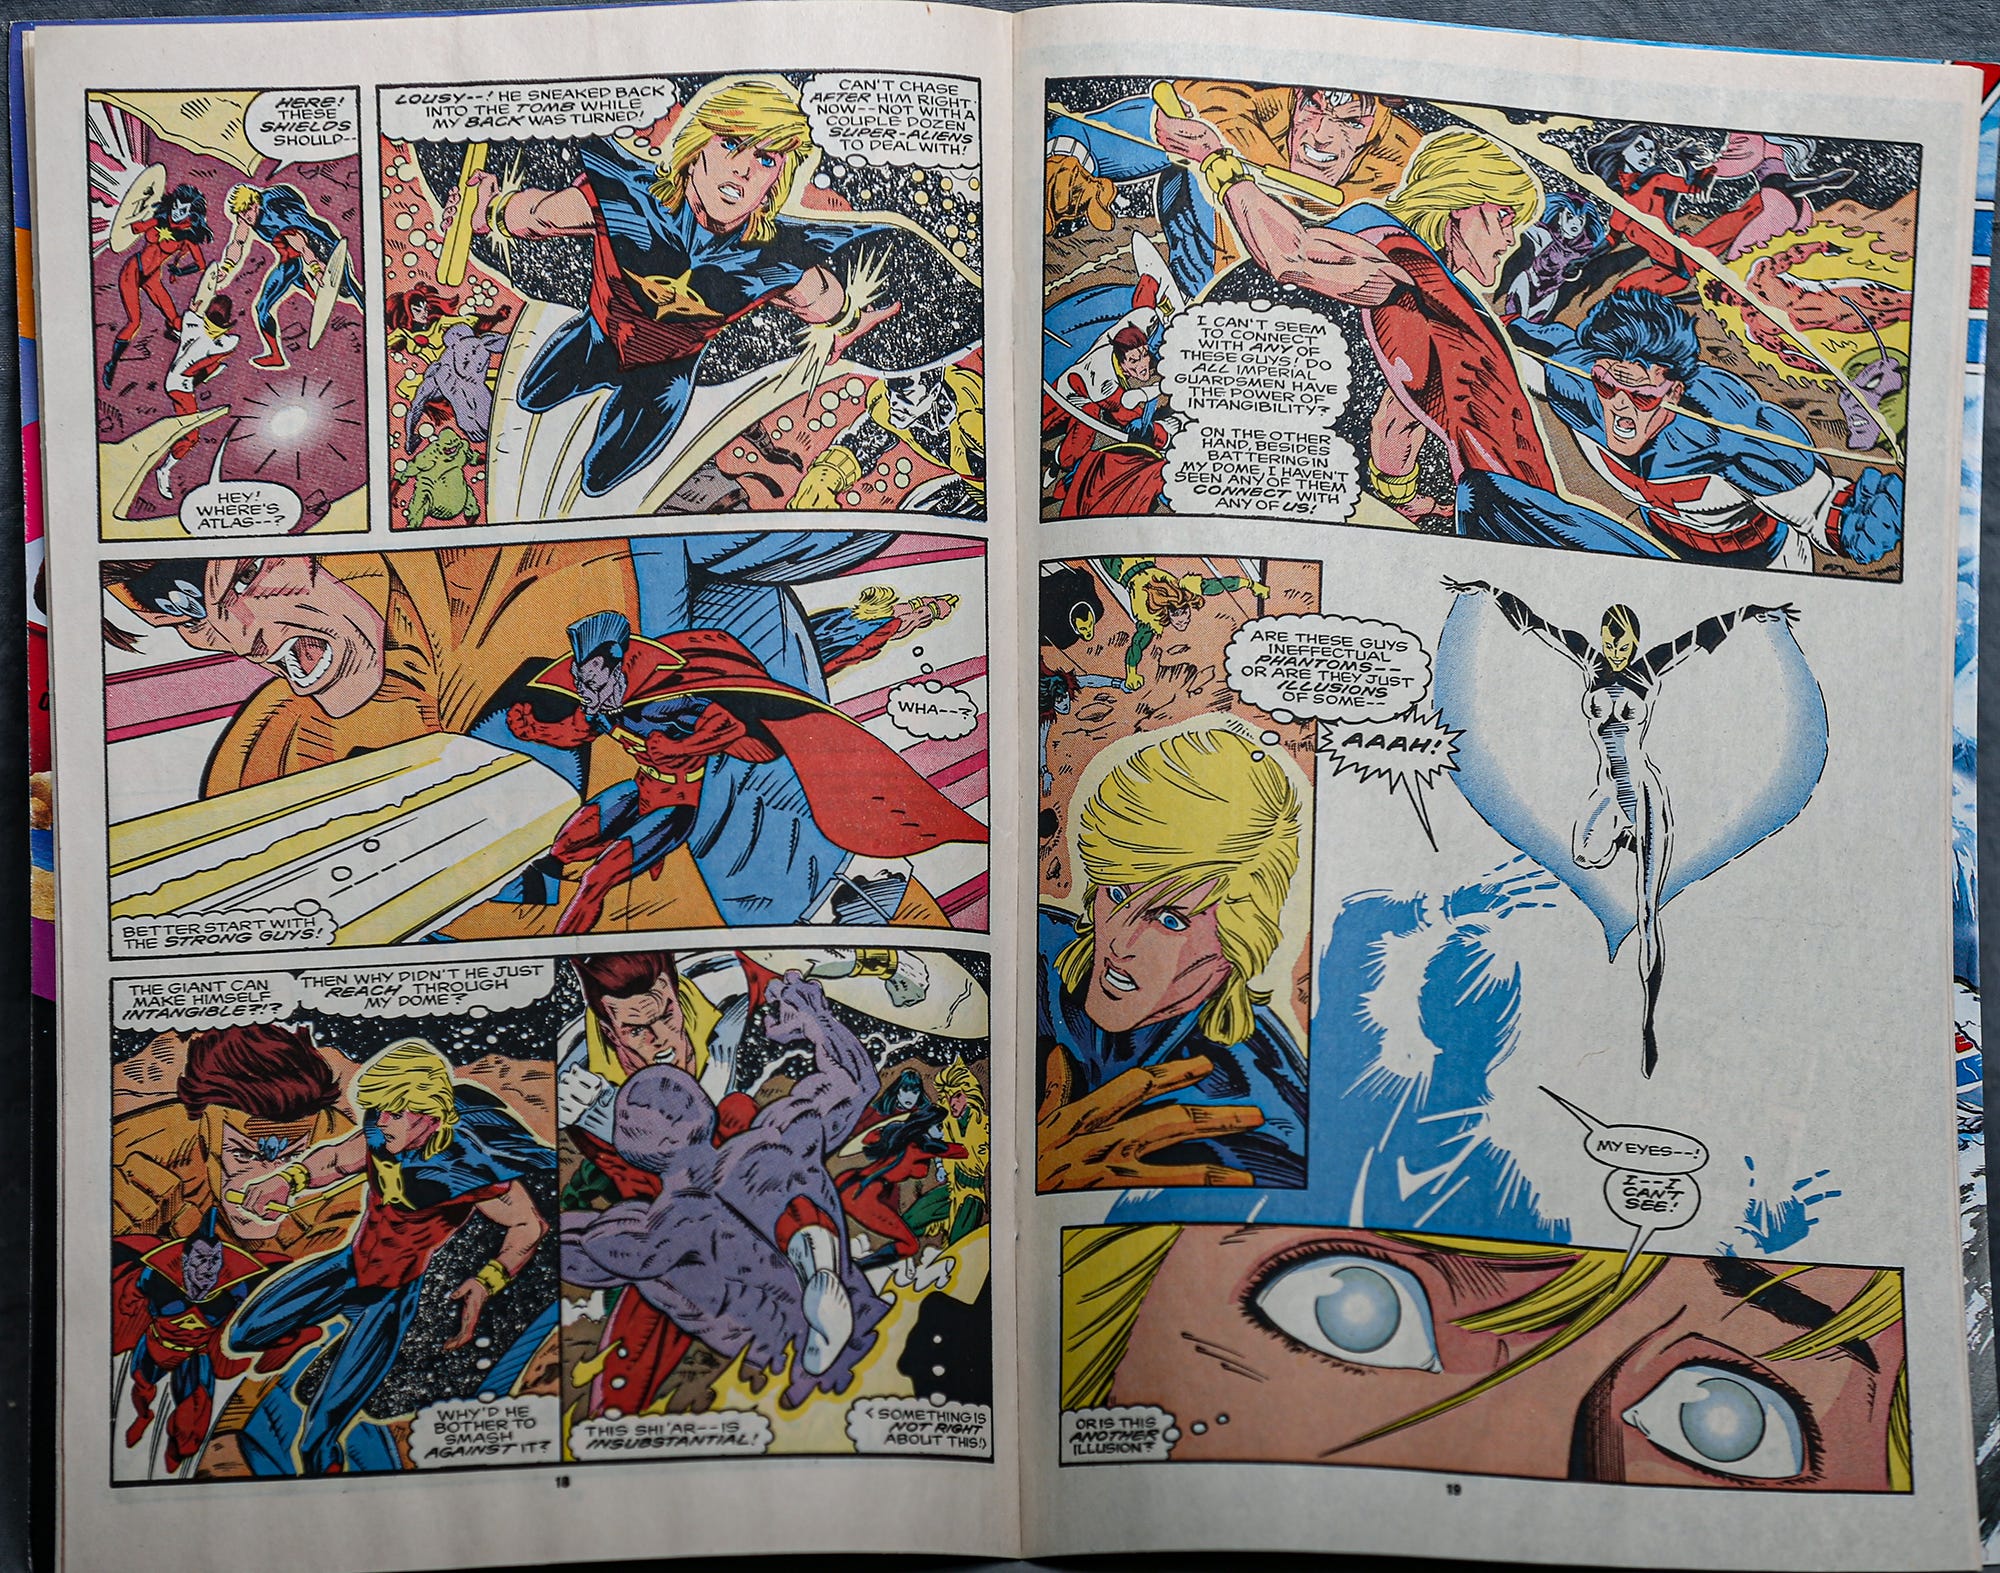 HERE!
THESE
SHIELDS
SHOULD--
HEY!
WHERE'S
ATLAS--?
LOUSY--! HE SNEAKED BACK
INTO THE TOMB WHILE
MY BACK WAS TURNED!
CAN'T CHASE
AFTER HIM RIGHT
NOW--NOT WITH A
COUPLE DOZEN
SUPER-ALIENS
TO DEAL WITH!
WHA--?
BETTER START WITH
THE STRONG GUYS!
THE GIANT CAN
MAKE HIMSELF
INTANGIBLE?!?
THEN WHY DIDN'T HE JUST
REACH THROUGH
MY DOME?
WHY'D HE
BOTHER TO
SMASH
AGAINST IT?
THIS SHI'AR--IS
INSUBSTANTIAL!
<SOMETHING IS
NOT RIGHT
ABOUT THIS!>
18
I CAN'T SEEM
TO CONNECT
WITH ANY OF
THESE GUYS! DO
ALL IMPERIAL
GUARDSMEN HAVE
THE POWER OF
INTANGIBILITY?
ON THE OTHER
HAND, BESIDES
BATTERING IN
MY DOME, I HAVEN'T
SEEN ANY OF THEM
CONNECT WITH
ANY OF US!
ARE THESE GUYS
INEFFECTUAL
PHANTOMS--
OR ARE THEY JUST
ILLUSIONS
OF SOME--
AAAH!
MY EYES--!
I--I
CAN'T
SEE!
OR IS THIS
ANOTHER
ILLUSION?
19